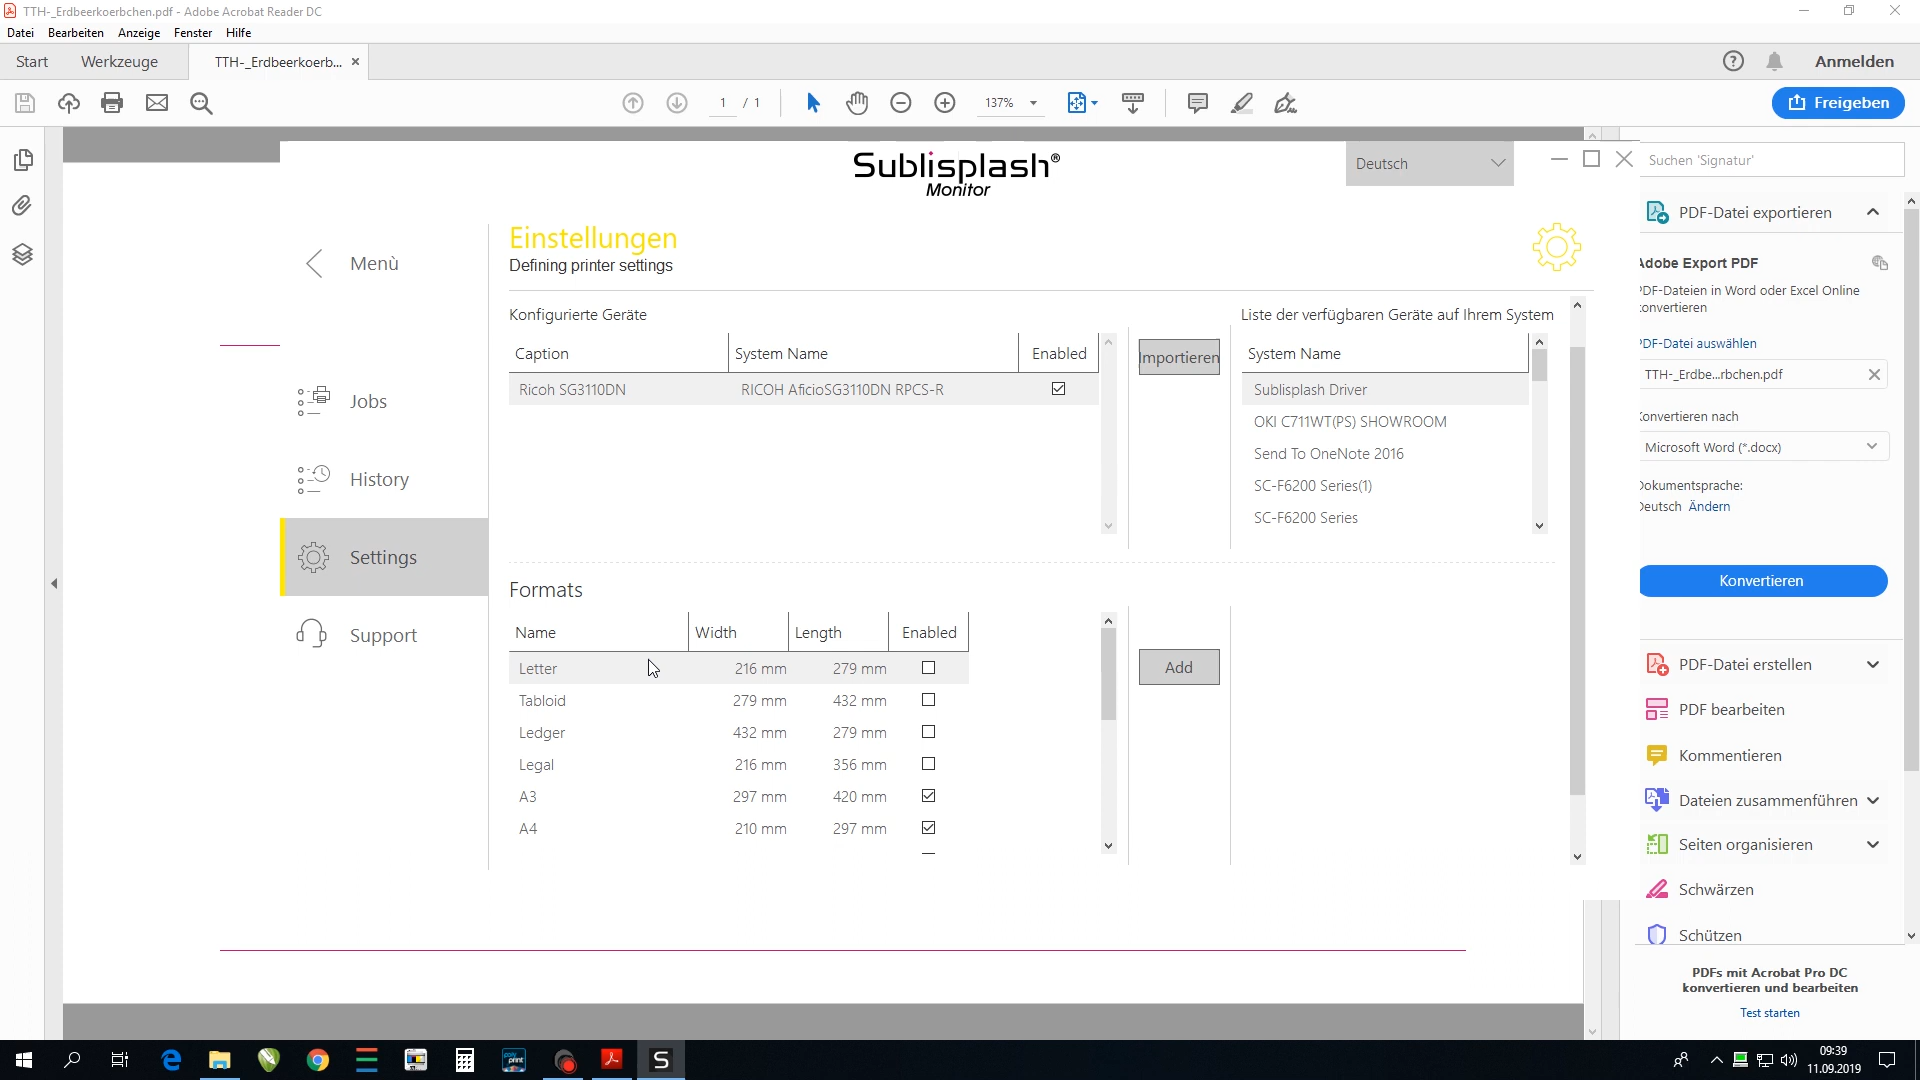 TTH-_Erdbeerkoerbchen.pdf - Adobe Acrobat Reader DC
Datei Bearbeiten Anzeige Fenster Hilfe
Start Werkzeuge TTH-_Erdbeerkoerb... Anmelden
1 / 1 137% Freigeben
Sublisplash®
Monitor
Deutsch
Suchen 'Signatur'
Menù
Jobs
History
Settings
Support
Einstellungen
Defining printer settings
Konfigurierte Geräte
Caption System Name Enabled
Ricoh SG3110DN RICOH AficioSG3110DN RPCS-R
Importieren
Liste der verfügbaren Geräte auf Ihrem System
System Name
Sublisplash Driver
OKI C711WT(PS) SHOWROOM
Send To OneNote 2016
SC-F6200 Series(1)
SC-F6200 Series
Formats
Name Width Length Enabled
Letter 216 mm 279 mm
Tabloid 279 mm 432 mm
Ledger 432 mm 279 mm
Legal 216 mm 356 mm
A3 297 mm 420 mm
A4 210 mm 297 mm
Add
PDF-Datei exportieren
Adobe Export PDF
PDF-Dateien in Word oder Excel Online
konvertieren
PDF-Datei auswählen
TTH-_Erdbe...rbchen.pdf
Konvertieren nach
Microsoft Word (*.docx)
Dokumentsprache:
Deutsch Ändern
Konvertieren
PDF-Datei erstellen
PDF bearbeiten
Kommentieren
Dateien zusammenführen
Seiten organisieren
Schwärzen
Schützen
PDFs mit Acrobat Pro DC
konvertieren und bearbeiten
Test starten
09:39
11.09.2019